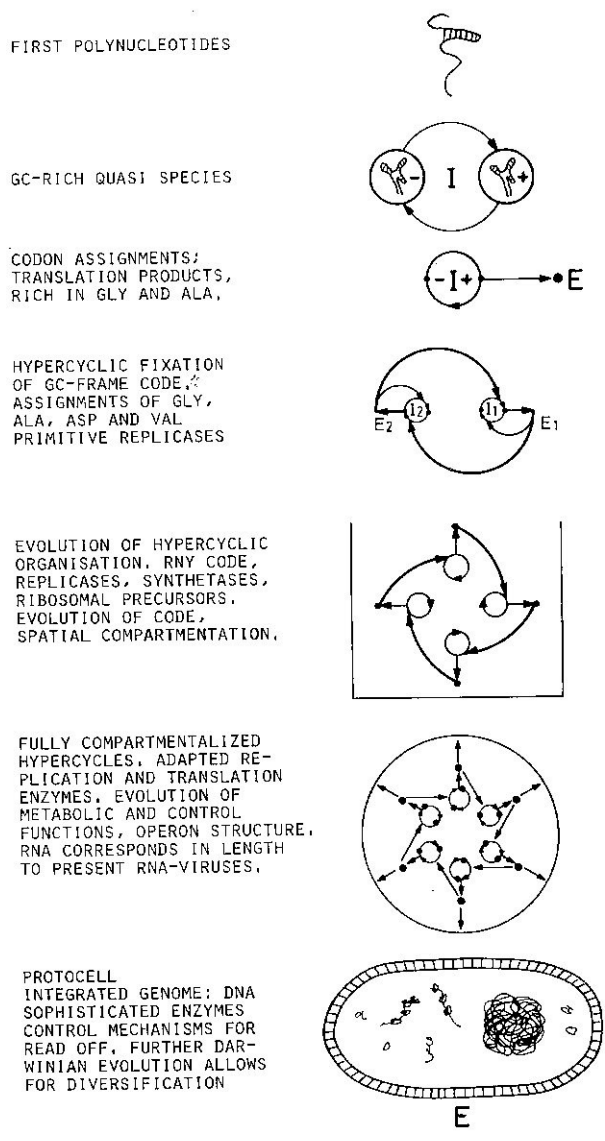 FIRST POLYNUCLEOTIDES
GC-RICH QUASI SPECIES
- I +
CODON ASSIGNMENTS;
TRANSLATION PRODUCTS,
RICH IN GLY AND ALA.
-I+ E
HYPERCYCLIC FIXATION
OF GC-FRAME CODE.
ASSIGNMENTS OF GLY,
ALA, ASP AND VAL
PRIMITIVE REPLICASES
E2 I2 I1 E1
EVOLUTION OF HYPERCYCLIC
ORGANISATION. RNY CODE,
REPLICASES, SYNTHETASES,
RIBOSOMAL PRECURSORS.
EVOLUTION OF CODE,
SPATIAL COMPARTMENTATION.
FULLY COMPARTMENTALIZED
HYPERCYCLES. ADAPTED RE-
PLICATION AND TRANSLATION
ENZYMES. EVOLUTION OF
METABOLIC AND CONTROL
FUNCTIONS, OPERON STRUCTURE.
RNA CORRESPONDS IN LENGTH
TO PRESENT RNA-VIRUSES.
PROTOCELL
INTEGRATED GENOME: DNA
SOPHISTICATED ENZYMES
CONTROL MECHANISMS FOR
READ OFF. FURTHER DAR-
WINIAN EVOLUTION ALLOWS
FOR DIVERSIFICATION
E